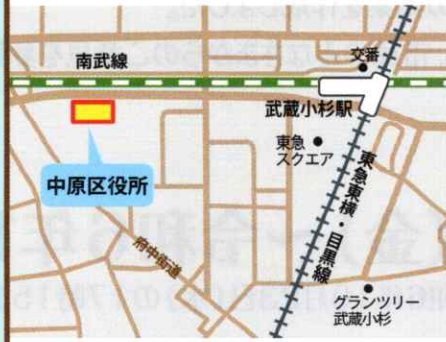 南武線
交番
武蔵小杉駅
東急
スクエア
中原区役所
東急東横・目黒線
府中街道
グランツリー
武蔵小杉